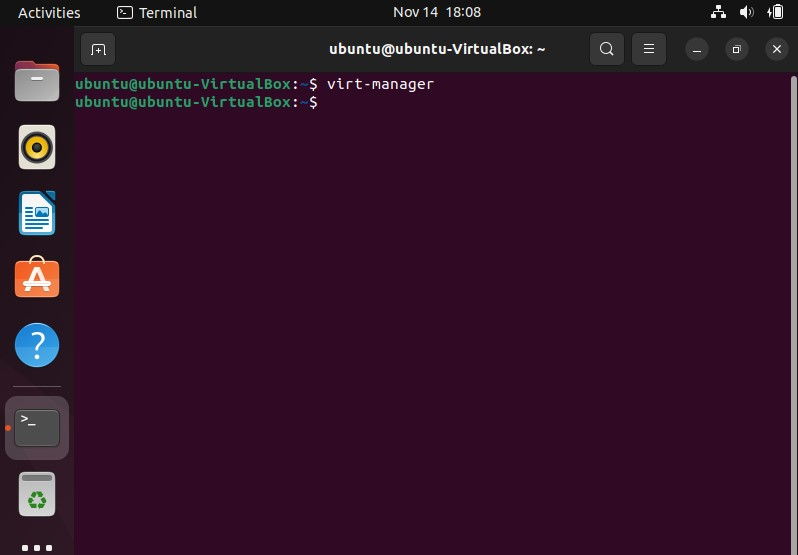 Activities
Terminal
Nov 14 18:08
ubuntu@ubuntu-VirtualBox: ~
ubuntu@ubuntu-VirtualBox:~$ virt-manager
ubuntu@ubuntu-VirtualBox:~$